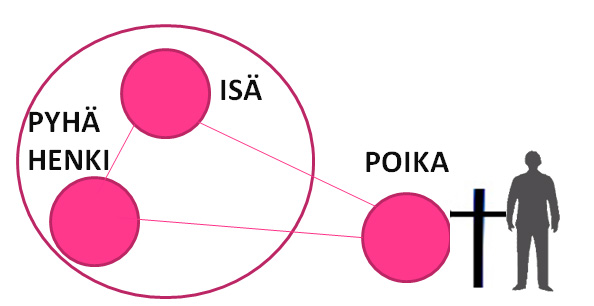 ISÄ
PYHÄ
HENKI
POIKA